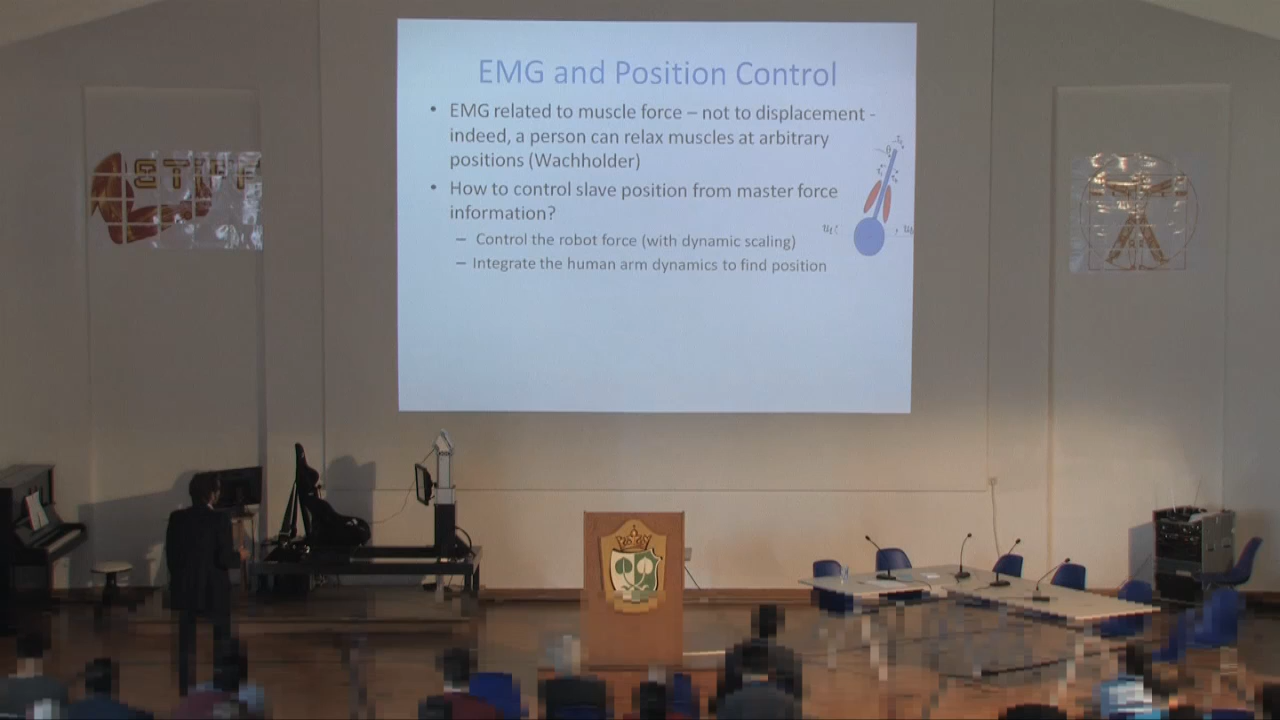 EMG and Position Control
• EMG related to muscle force – not to displacement -
indeed, a person can relax muscles at arbitrary
positions (Wachholder)
• How to control slave position from master force
information?
– Control the robot force (with dynamic scaling)
– Integrate the human arm dynamics to find position
STIFF